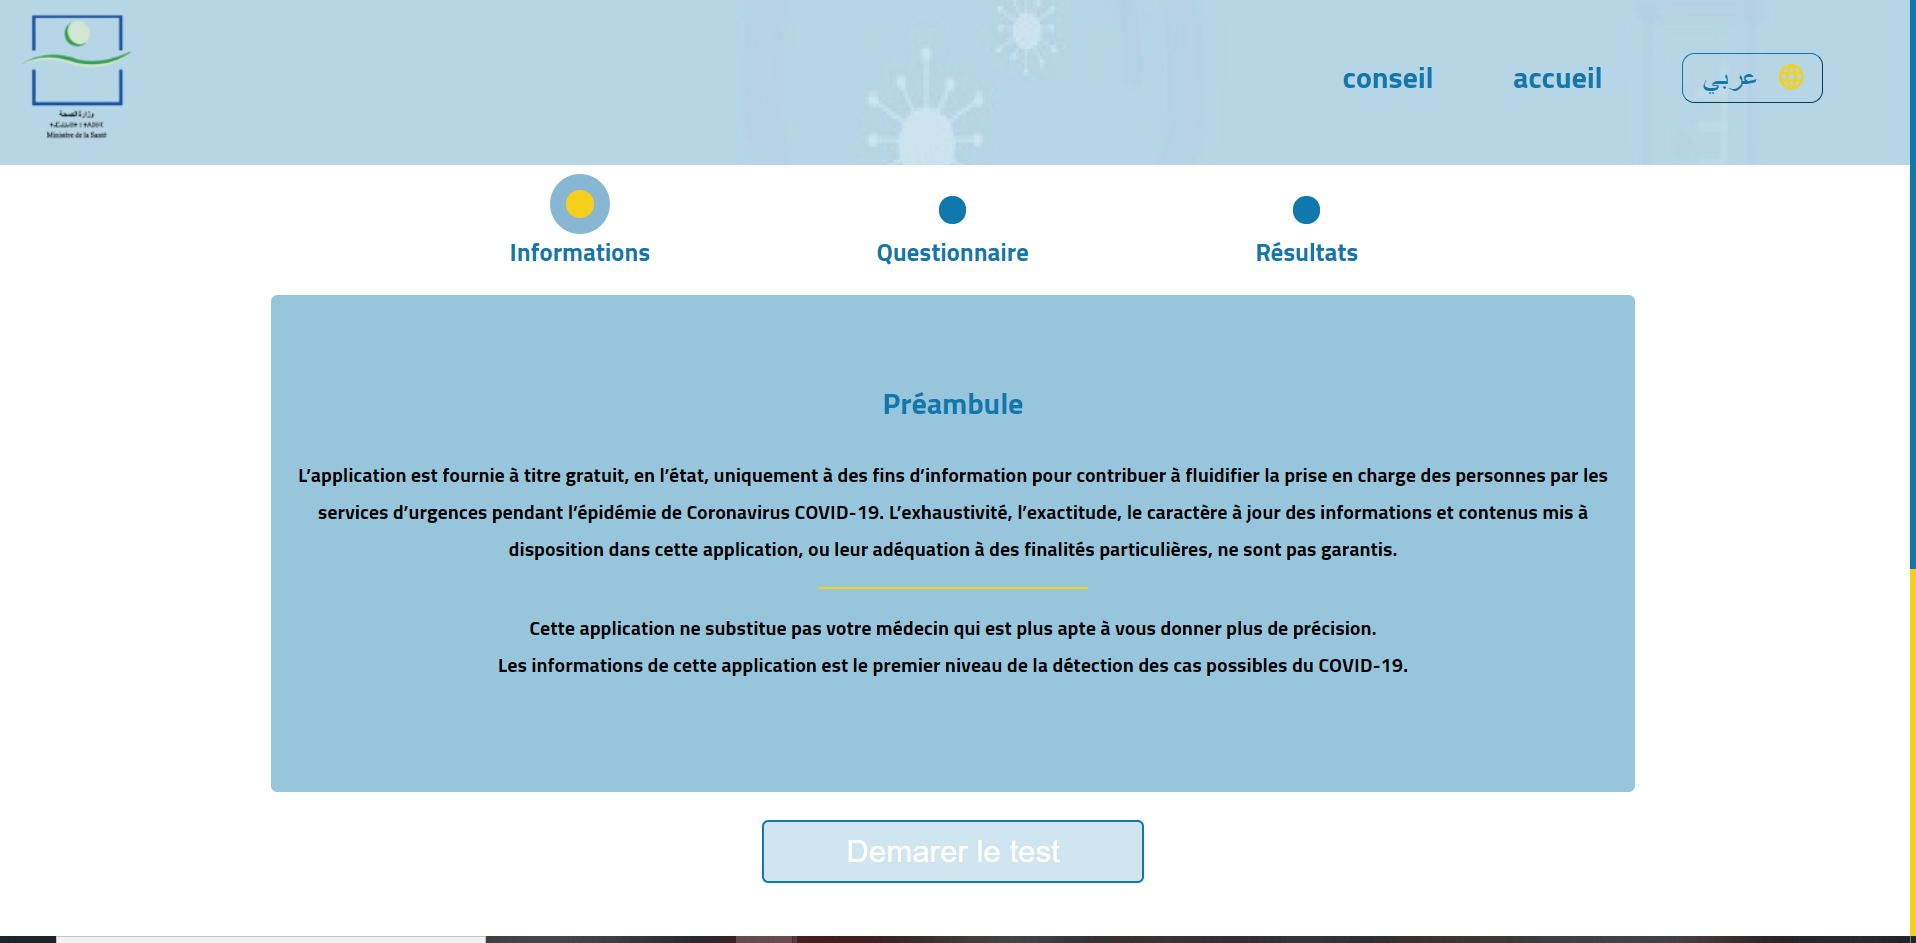 وزارة الصحة
Ministère de la Santé
conseil
accueil
عربي
Informations
Questionnaire
Résultats
Préambule
L’application est fournie à titre gratuit, en l’état, uniquement à des fins d’information pour contribuer à fluidifier la prise en charge des personnes par les
services d’urgences pendant l’épidémie de Coronavirus COVID-19. L’exhaustivité, l’exactitude, le caractère à jour des informations et contenus mis à
disposition dans cette application, ou leur adéquation à des finalités particulières, ne sont pas garantis.
Cette application ne substitue pas votre médecin qui est plus apte à vous donner plus de précision.
Les informations de cette application est le premier niveau de la détection des cas possibles du COVID-19.
Demarer le test